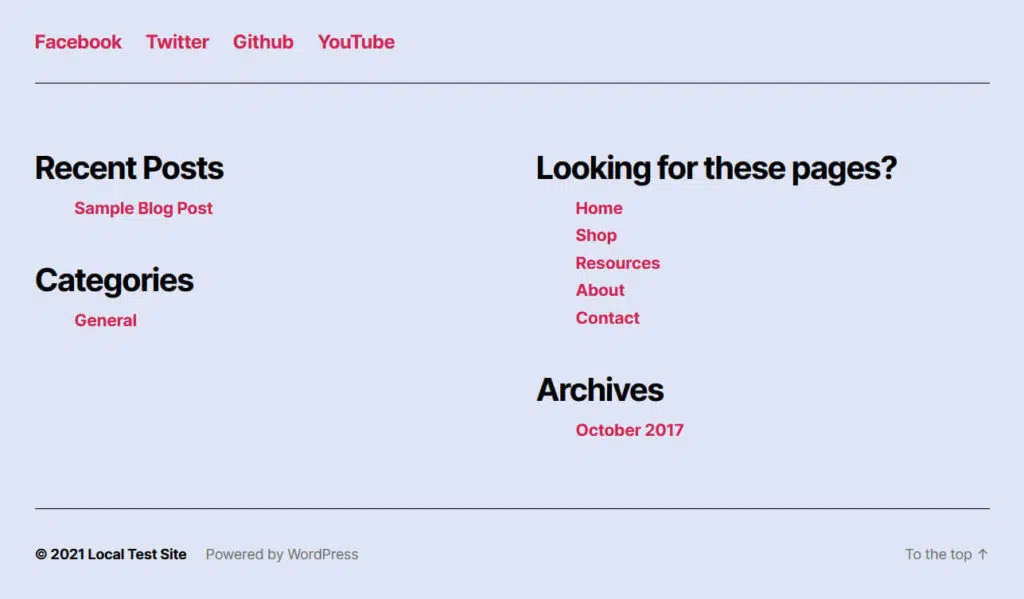 Facebook Twitter Github YouTube
Recent Posts
Sample Blog Post
Categories
General
Looking for these pages?
Home
Shop
Resources
About
Contact
Archives
October 2017
© 2021 Local Test Site Powered by WordPress To the top ↑